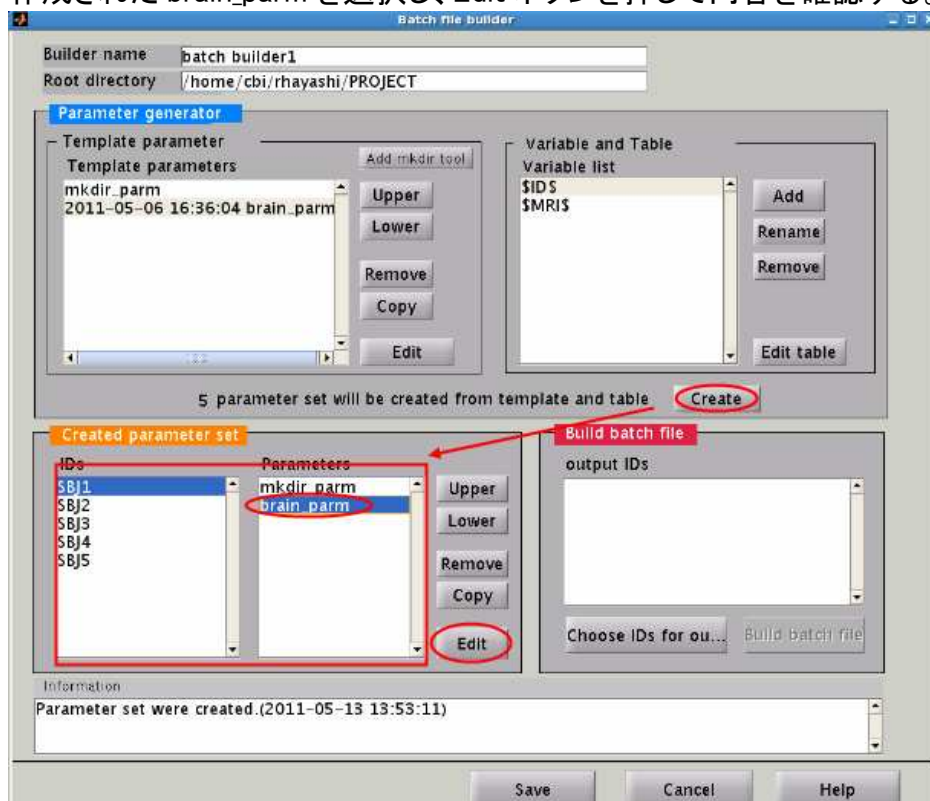 作成された brain_parm を選択し、Edit ボタンを押して内容を確認する。
Batch file builder
Builder name batch builder1
Root directory /home/cbi/rhayashi/PROJECT
Parameter generator
Template parameter
Template parameters
mkdir_parm
2011-05-06 16:36:04 brain_parm
Add mkdir tool
Upper
Lower
Remove
Copy
Edit
Variable and Table
Variable list
$ID$
$MRI$
Add
Rename
Remove
Edit table
5 parameter set will be created from template and table
Create
Created parameter set
IDs
SBJ1
SBJ2
SBJ3
SBJ4
SBJ5
Parameters
mkdir_parm
brain_parm
Upper
Lower
Remove
Copy
Edit
Build batch file
output IDs
Choose IDs for ou...
Build batch file
Information
Parameter set were created.(2011-05-13 13:53:11)
Save
Cancel
Help